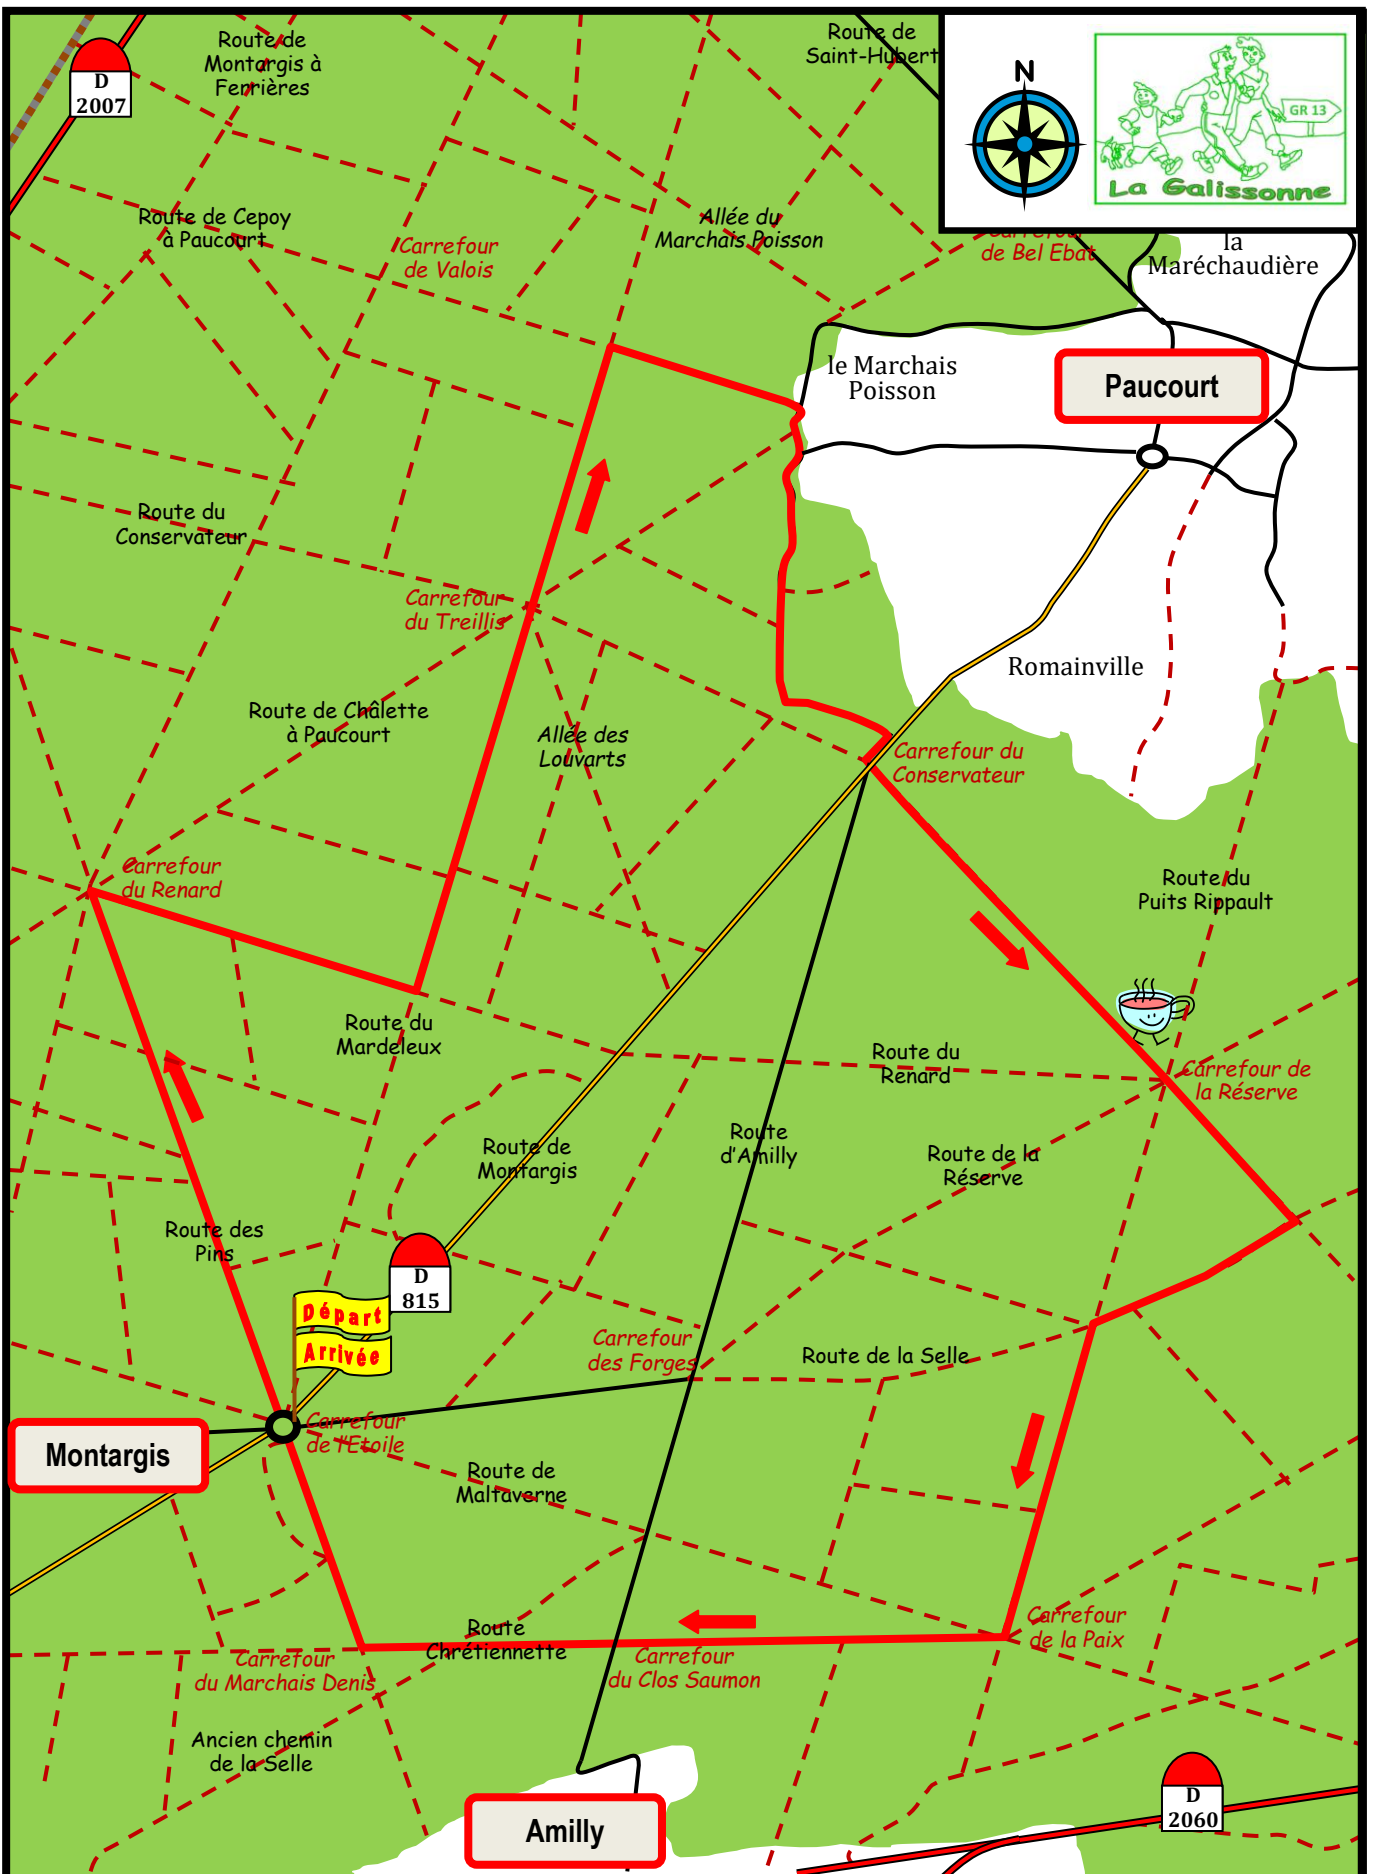 Route de
Montargis à
Ferrières
D
2007
Route de
Saint-Hubert
N
GR 13
La Galissonne
Route de Cepoy
à Paucourt
Carrefour
de Valois
Allée du
Marchais Poisson
Carrefour
de Bel Ebat
la
Maréchaudière
le Marchais
Poisson
Paucourt
Route du
Conservateur
Carrefour
du Treillis
Romainville
Route de Châlette
à Paucourt
Allée des
Louvarts
Carrefour du
Conservateur
Carrefour
du Renard
Route du
Puits Rippault
Route du
Mardeleux
Route du
Renard
Carrefour de
la Réserve
Route de
Montargis
Route
d'Amilly
Route de la
Réserve
Route des
Pins
D
815
Départ
Arrivée
Carrefour
des Forges
Route de la Selle
Carrefour
de l'Etoile
Montargis
Route de
Maltaverne
Carrefour
de la Paix
Route
Chrétiennette
Carrefour
du Marchais Denis
Carrefour
du Clos Saumon
Ancien chemin
de la Selle
D
2060
Amilly